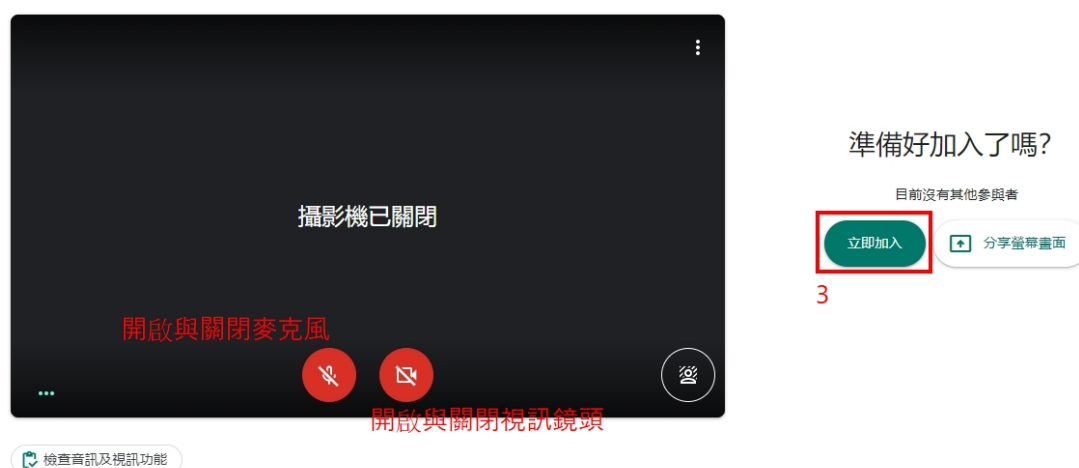 攝影機已關閉
開啟與關閉麥克風
開啟與關閉視訊鏡頭
檢查音訊及視訊功能
準備好加入了嗎?
目前沒有其他參與者
立即加入
分享螢幕畫面
3